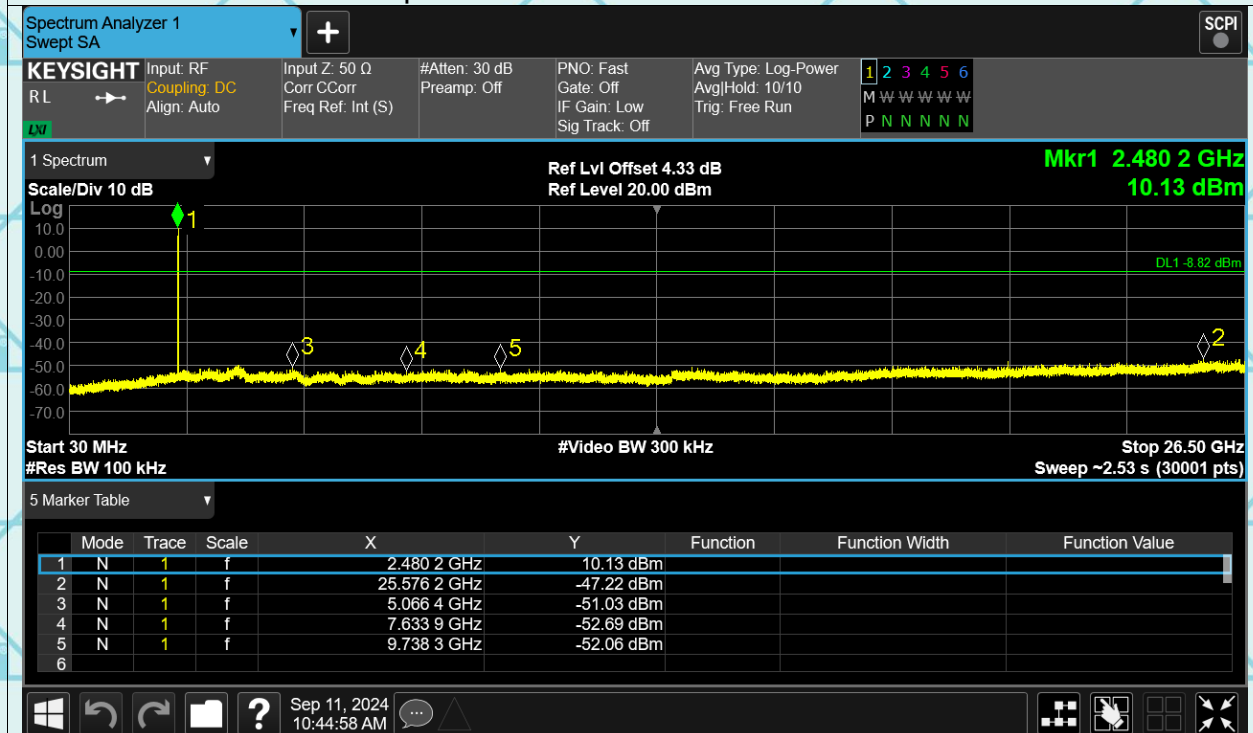 Spectrum Analyzer 1
Swept SA
+
SCPI
KEYSIGHT
RL
LXI
Input: RF
Coupling: DC
Align: Auto
Input Z: 50 Ω
Corr CCorr
Freq Ref: Int (S)
#Atten: 30 dB
Preamp: Off
PNO: Fast
Gate: Off
IF Gain: Low
Sig Track: Off
Avg Type: Log-Power
Avg|Hold: 10/10
Trig: Free Run
1 2 3 4 5 6
M W W W W W W
P N N N N N N
1 Spectrum
Scale/Div 10 dB
Ref Lvl Offset 4.33 dB
Ref Level 20.00 dBm
Mkr1 2.480 2 GHz
10.13 dBm
Log
10.0
0.00
-10.0
-20.0
-30.0
-40.0
-50.0
-60.0
-70.0
1
DL1 -8.82 dBm
3
4
5
2
Start 30 MHz
#Video BW 300 kHz
Stop 26.50 GHz
#Res BW 100 kHz
Sweep ~2.53 s (30001 pts)
5 Marker Table
Mode Trace Scale X Y Function Function Width Function Value
1 N 1 f 2.480 2 GHz 10.13 dBm
2 N 1 f 25.576 2 GHz -47.22 dBm
3 N 1 f 5.066 4 GHz -51.03 dBm
4 N 1 f 7.633 9 GHz -52.69 dBm
5 N 1 f 9.738 3 GHz -52.06 dBm
6
?
Sep 11, 2024
10:44:58 AM